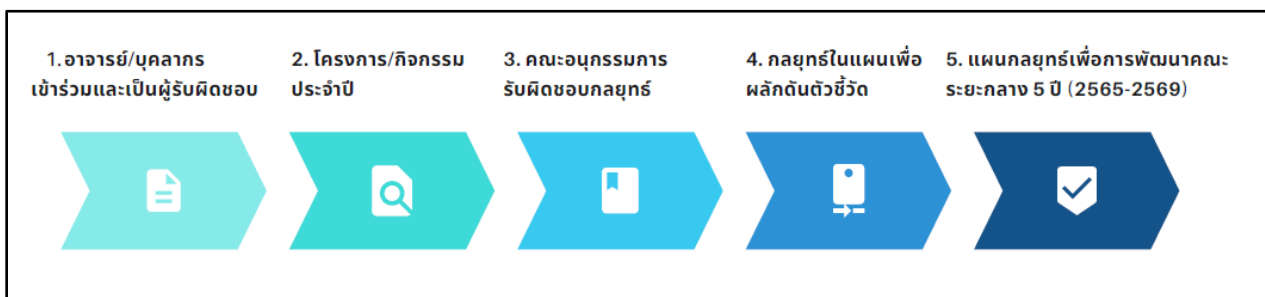 1. อาจารย์/บุคลากร
เข้าร่วมและเป็นผู้รับผิดชอบ
2. โครงการ/กิจกรรม
ประจำปี
3. คณะอนุกรรมการ
รับผิดชอบกลยุทธ์
4. กลยุทธ์ในแผนเพื่อ
ผลักดันตัวชี้วัด
5. แผนกลยุทธ์เพื่อการพัฒนาคณะ
ระยะกลาง 5 ปี (2565-2569)